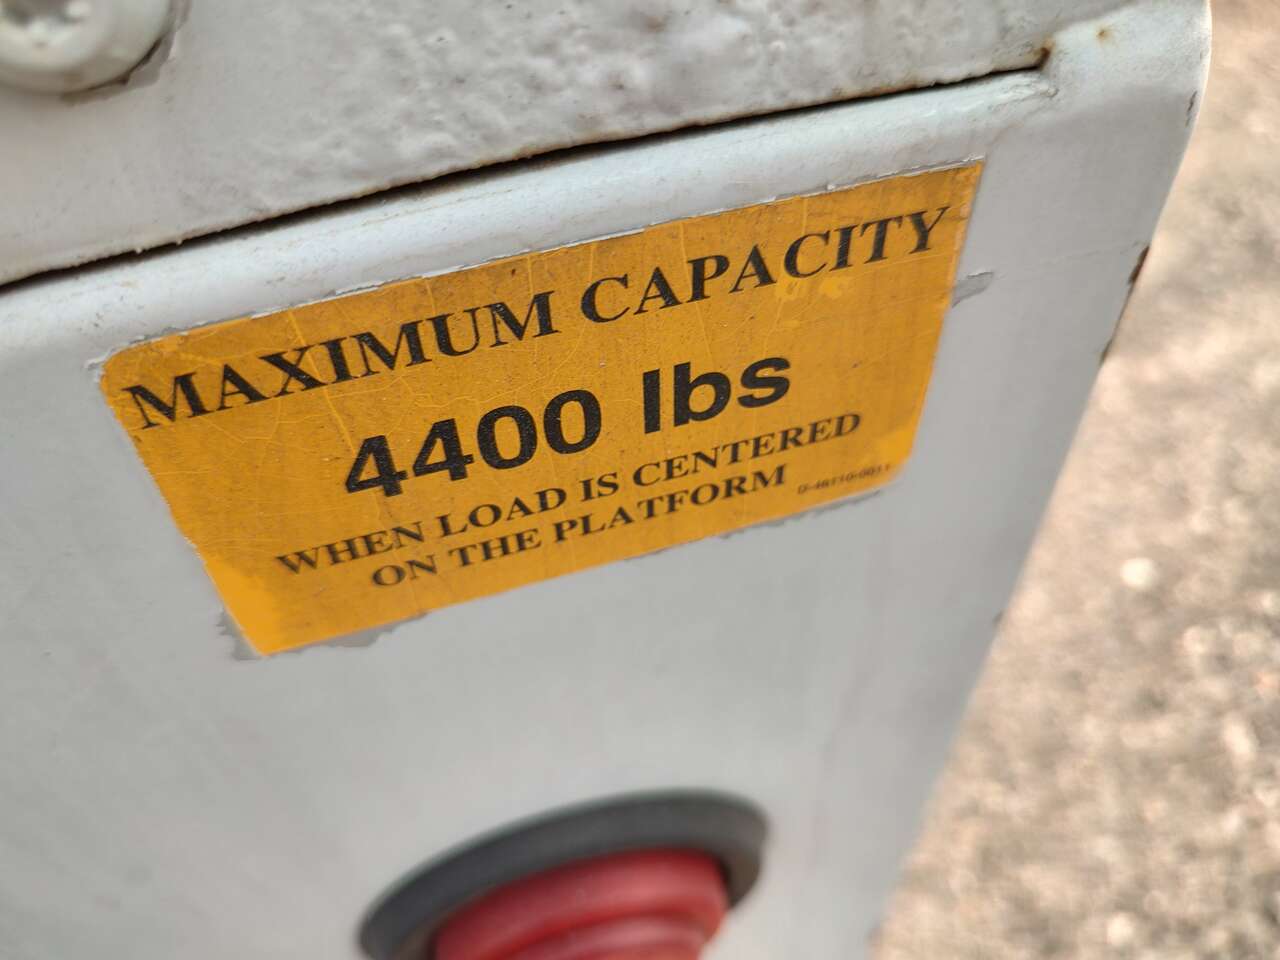 MAXIMUM CAPACITY
4400 lbs
WHEN LOAD IS CENTERED
ON THE PLATFORM